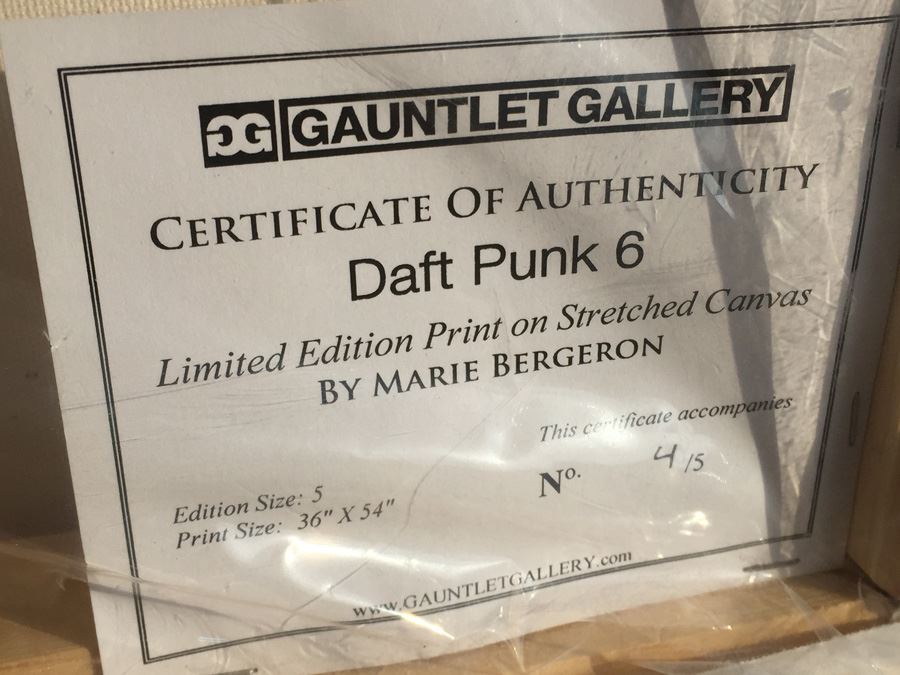 GG GAUNTLET GALLERY
CERTIFICATE OF AUTHENTICITY
Daft Punk 6
Limited Edition Print on Stretched Canvas
BY MARIE BERGERON
This certificate accompanies
No. 4/5
Edition Size: 5
Print Size: 36" X 54"
www.GAUNTLETGALLERY.com